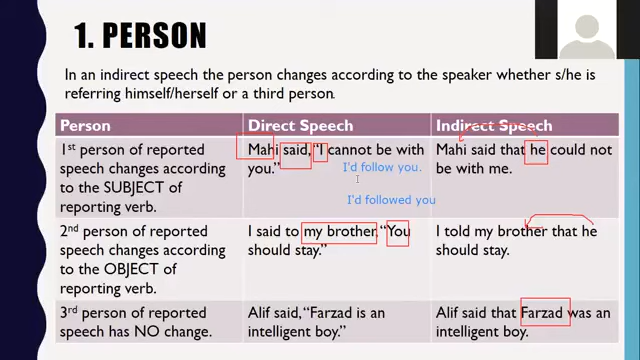 1. PERSON
In an indirect speech the person changes according to the speaker whether s/he is
referring himself/herself or a third person.
Person
Direct Speech
Indirect Speech
1st person of reported
speech changes according
to the SUBJECT of
reporting verb.
Mahi said, "I cannot be with
you."
I'd follow you.
I'd followed you
Mahi said that he could not
be with me.
2nd person of reported
speech changes according
to the OBJECT of
reporting verb.
I said to my brother, "You
should stay."
I told my brother that he
should stay.
3rd person of reported
speech has NO change.
Alif said, "Farzad is an
intelligent boy."
Alif said that Farzad was an
intelligent boy.